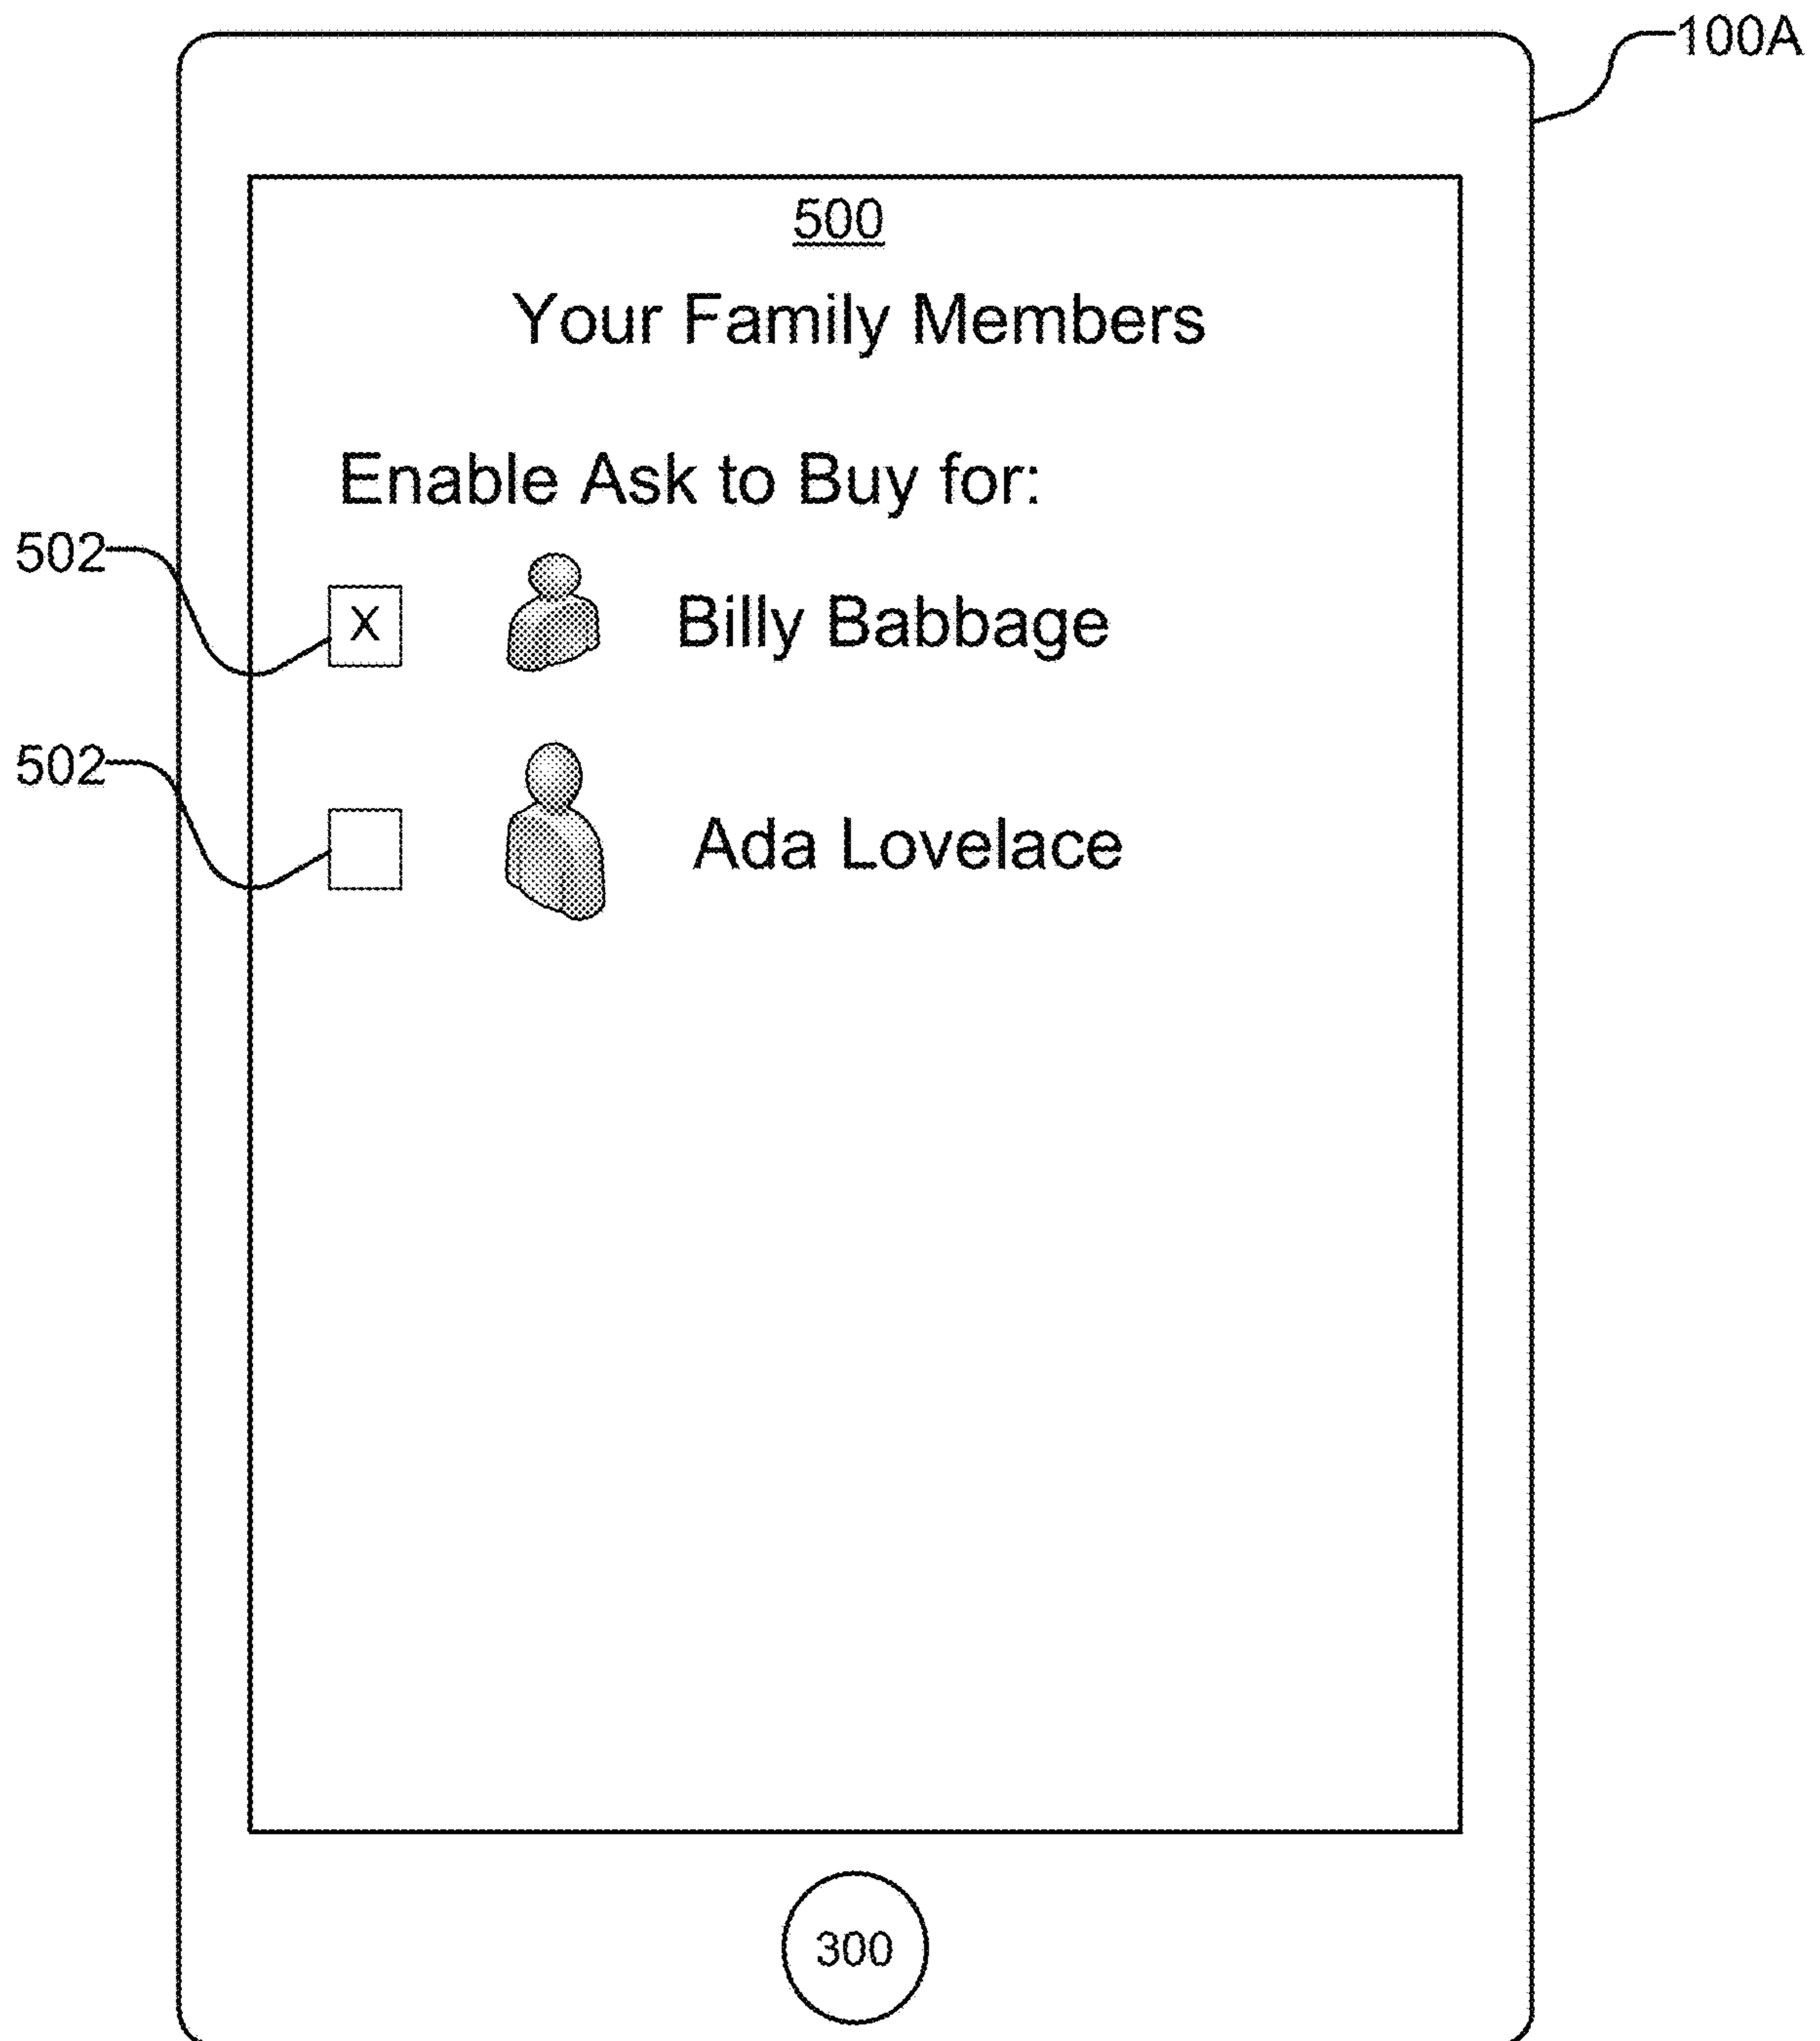 100A
500
Your Family Members
Enable Ask to Buy for:
502
X
Billy Babbage
502
Ada Lovelace
300